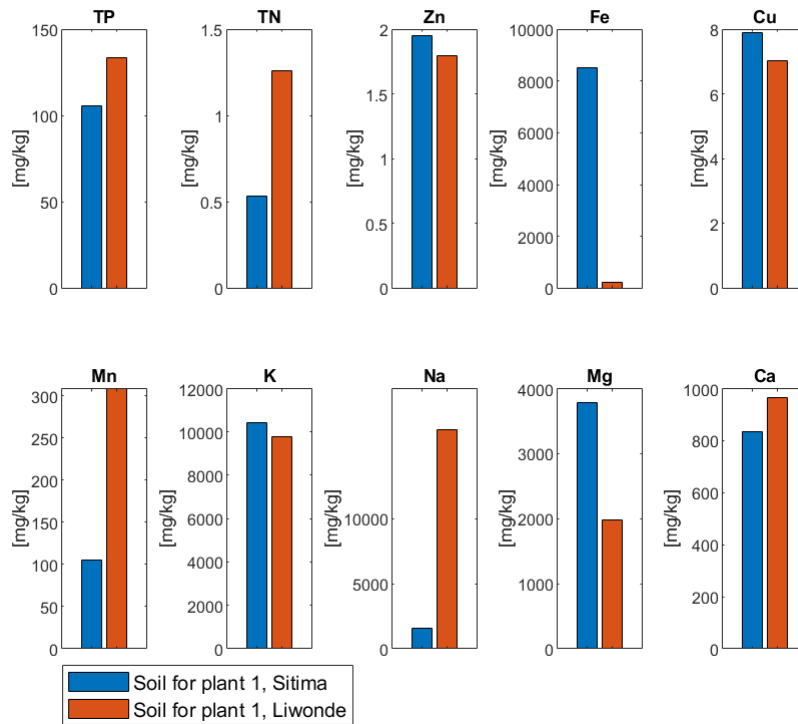 TP TN Zn Fe Cu
150 1.5 2 10000 8
8000
1.5 6
100 1
6000
[mg/kg] [mg/kg] [mg/kg] [mg/kg] [mg/kg]
1 4
4000
50 0.5
0.5 2
2000
0 0 0 0 0
Mn K Na Mg Ca
300 12000 4000 1000
250 10000 800
3000
200 8000
10000 600
150 6000 2000
[mg/kg] [mg/kg] [mg/kg] [mg/kg] [mg/kg]
400
100 4000 5000
1000
50 2000 200
0 0 0 0 0
Soil for plant 1, Sitima
Soil for plant 1, Liwonde